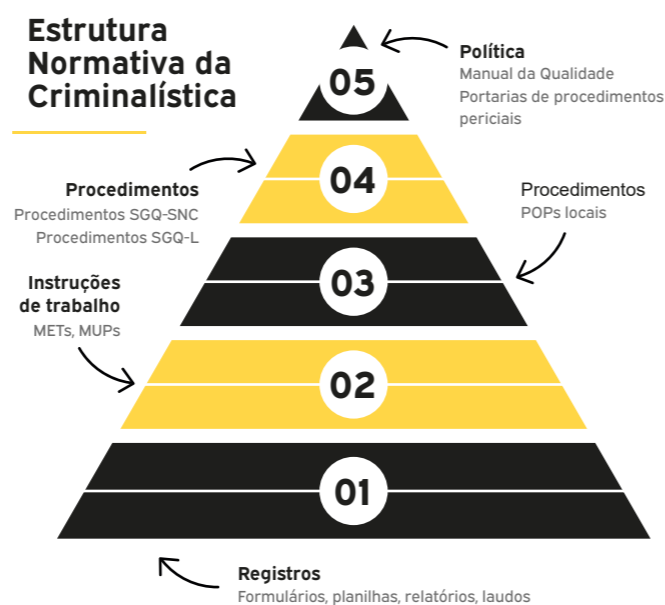 Estrutura
Normativa da
Criminalística
05
Política
Manual da Qualidade
Portarias de procedimentos
periciais
04
Procedimentos
Procedimentos SGQ-SNC
Procedimentos SGQ-L
Procedimentos
POPs locais
03
Instruções
de trabalho
METs, MUPs
02
01
Registros
Formulários, planilhas, relatórios, laudos